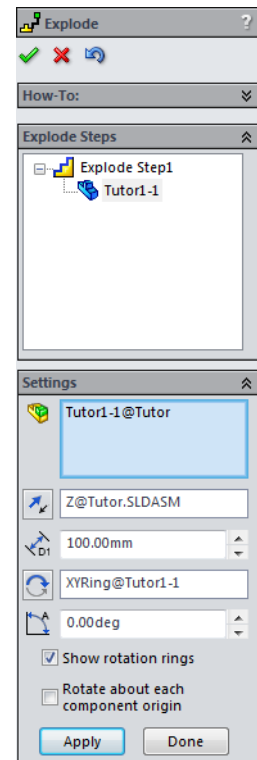 Explode ?
How-To:
Explode Steps
Explode Step1
Tutor1-1
Settings
Tutor1-1@Tutor
Z@Tutor.SLDASM
D1 100.00mm
XYRing@Tutor1-1
A 0.00deg
Show rotation rings
Rotate about each
component origin
Apply Done